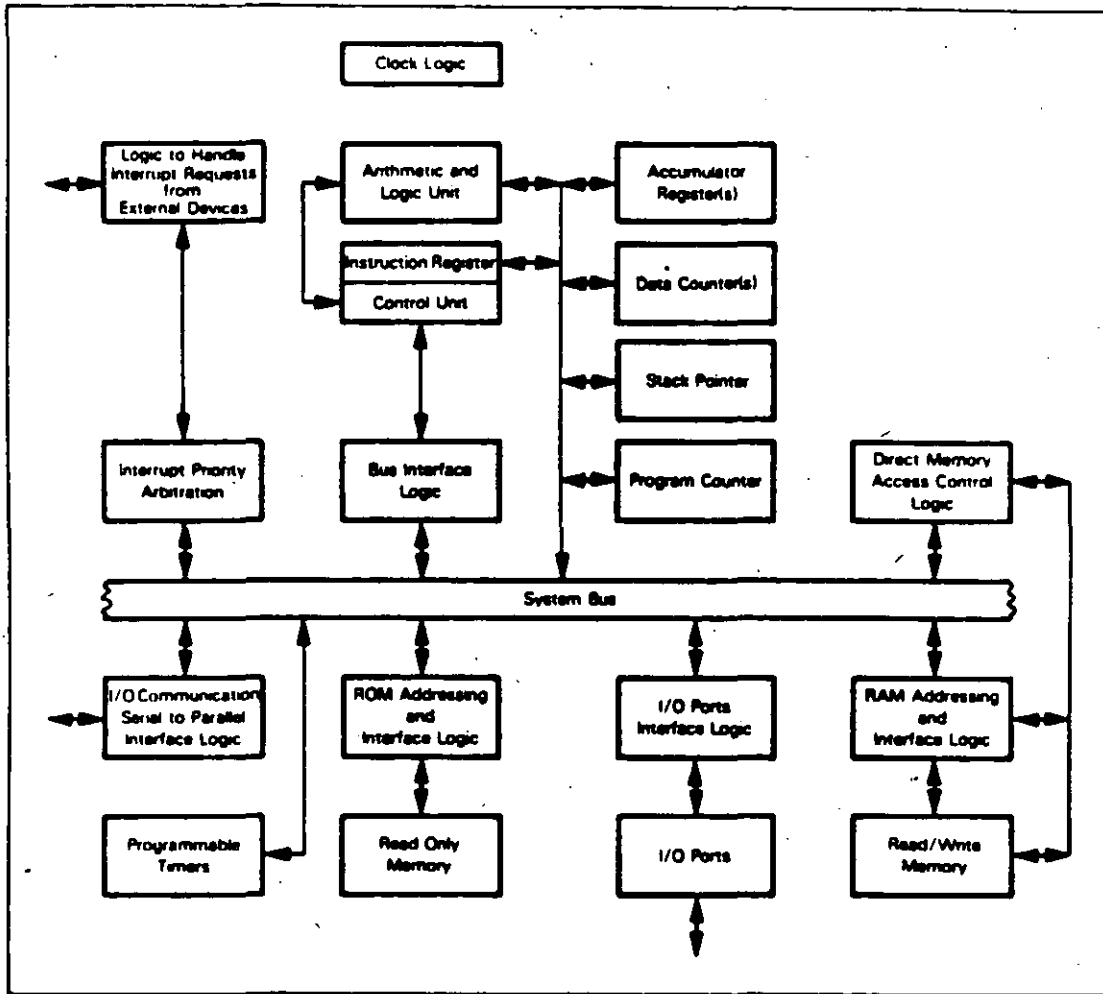 Clock Logic
Logic to Handle
Interrupt Requests
from
External Devices
Arithmetic and
Logic Unit
Accumulator
Register(s)
Instruction Register
Control Unit
Data Counter(s)
Stack Pointer
Interrupt Priority
Arbitration
Bus Interface
Logic
Program Counter
Direct Memory
Access Control
Logic
System Bus
I/O Communication
Serial to Parallel
Interface Logic
ROM Addressing
and
Interface Logic
I/O Ports
Interface Logic
RAM Addressing
and
Interface Logic
Programmable
Timers
Read Only
Memory
I/O Ports
Read/Write
Memory